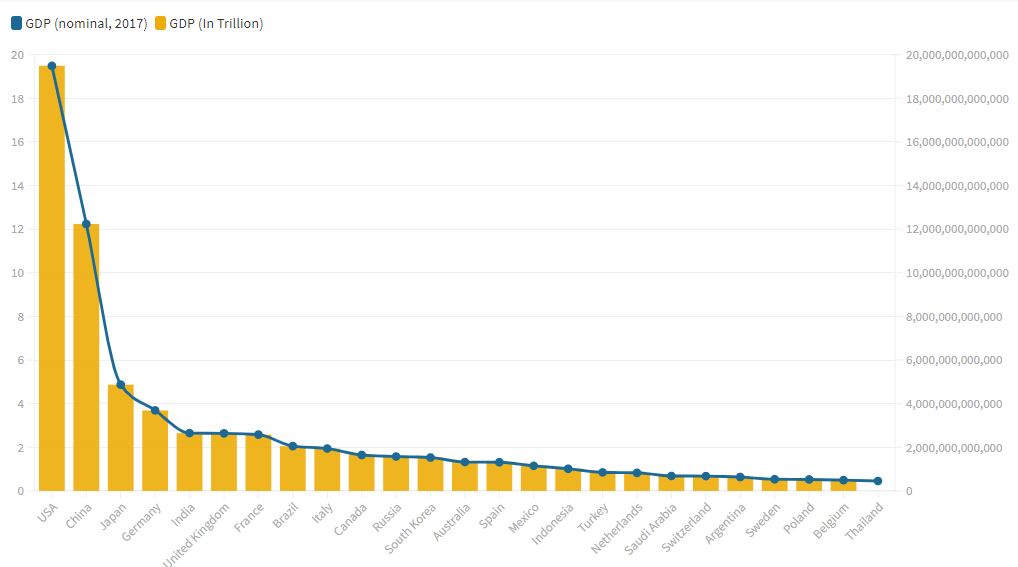 GDP (nominal, 2017) GDP (In Trillion)
20 20,000,000,000,000
18 18,000,000,000,000
16 16,000,000,000,000
14 14,000,000,000,000
12 12,000,000,000,000
10 10,000,000,000,000
8 8,000,000,000,000
6 6,000,000,000,000
4 4,000,000,000,000
2 2,000,000,000,000
0 0
USA
China
Japan
Germany
India
United Kingdom
France
Brazil
Italy
Canada
Russia
South Korea
Australia
Spain
Mexico
Indonesia
Turkey
Netherlands
Saudi Arabia
Switzerland
Argentina
Sweden
Poland
Belgium
Thailand